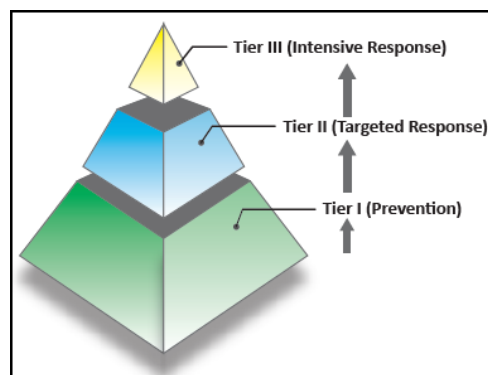 Tier III (Intensive Response)
Tier II (Targeted Response)
Tier I (Prevention)